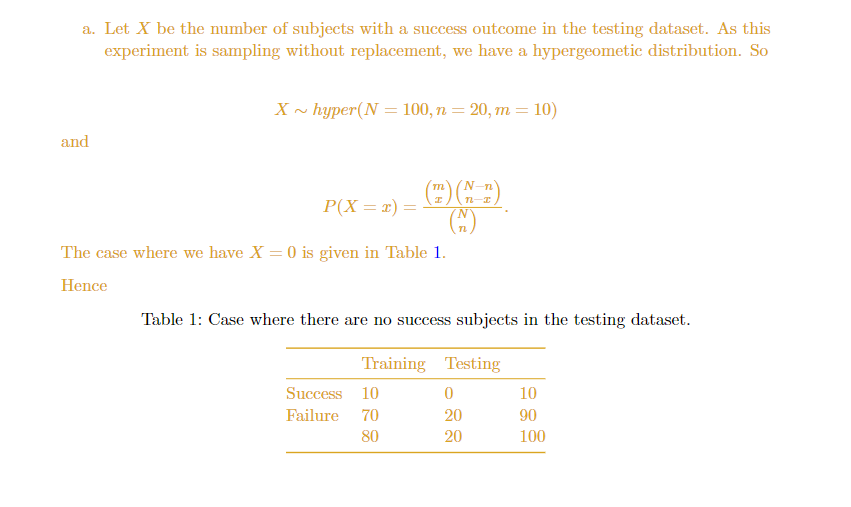 a. Let X be the number of subjects with a success outcome in the testing dataset. As this
experiment is sampling without replacement, we have a hypergeometic distribution. So
X ∼ hyper(N = 100, n = 20, m = 10)
and
P(X = x) = \frac{\binom{m}{x}\binom{N-n}{n-x}}{\binom{N}{n}}.
The case where we have X = 0 is given in Table 1.
Hence
Table 1: Case where there are no success subjects in the testing dataset.
Training Testing
Success 10 0 10
Failure 70 20 90
80 20 100